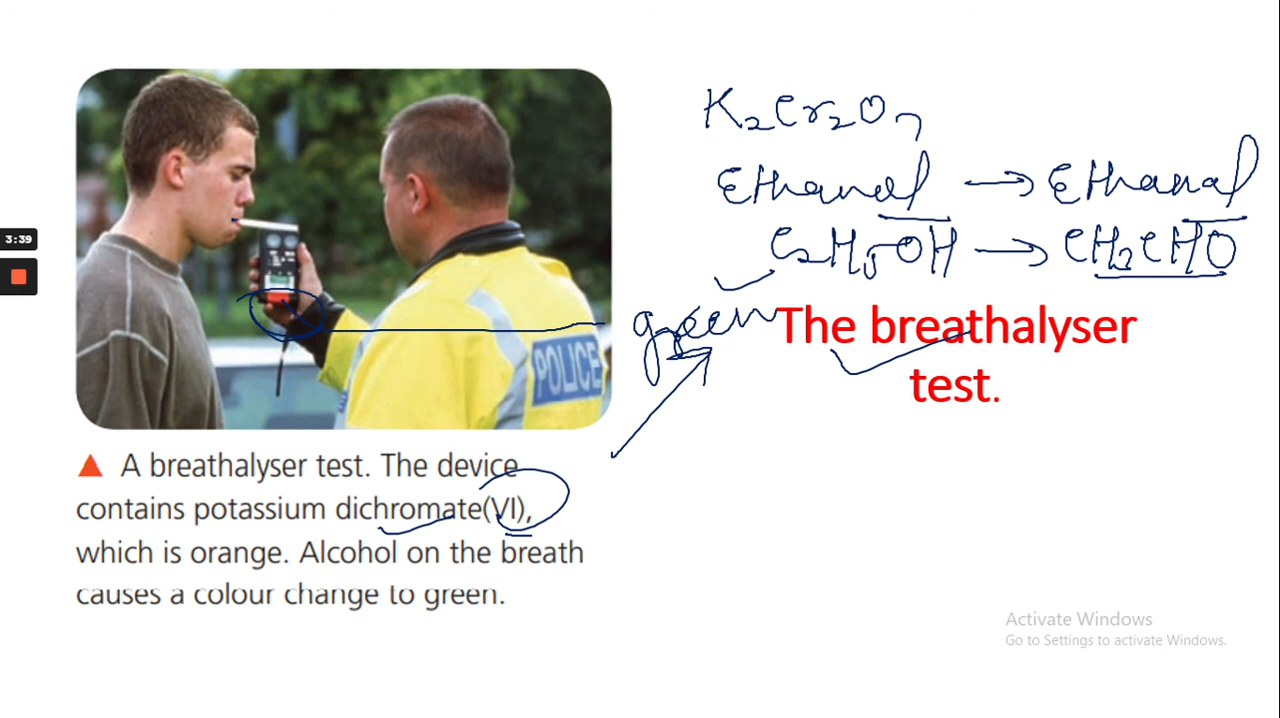 K₂Cr₂O₇
Ethanol → Ethanal
C₂H₅OH → CH₂CHO
green
The breathalyser
test.
3:39
POLICE
A breathalyser test. The device
contains potassium dichromate(VI),
which is orange. Alcohol on the breath
causes a colour change to green.
Activate Windows
Go to Settings to activate Windows.